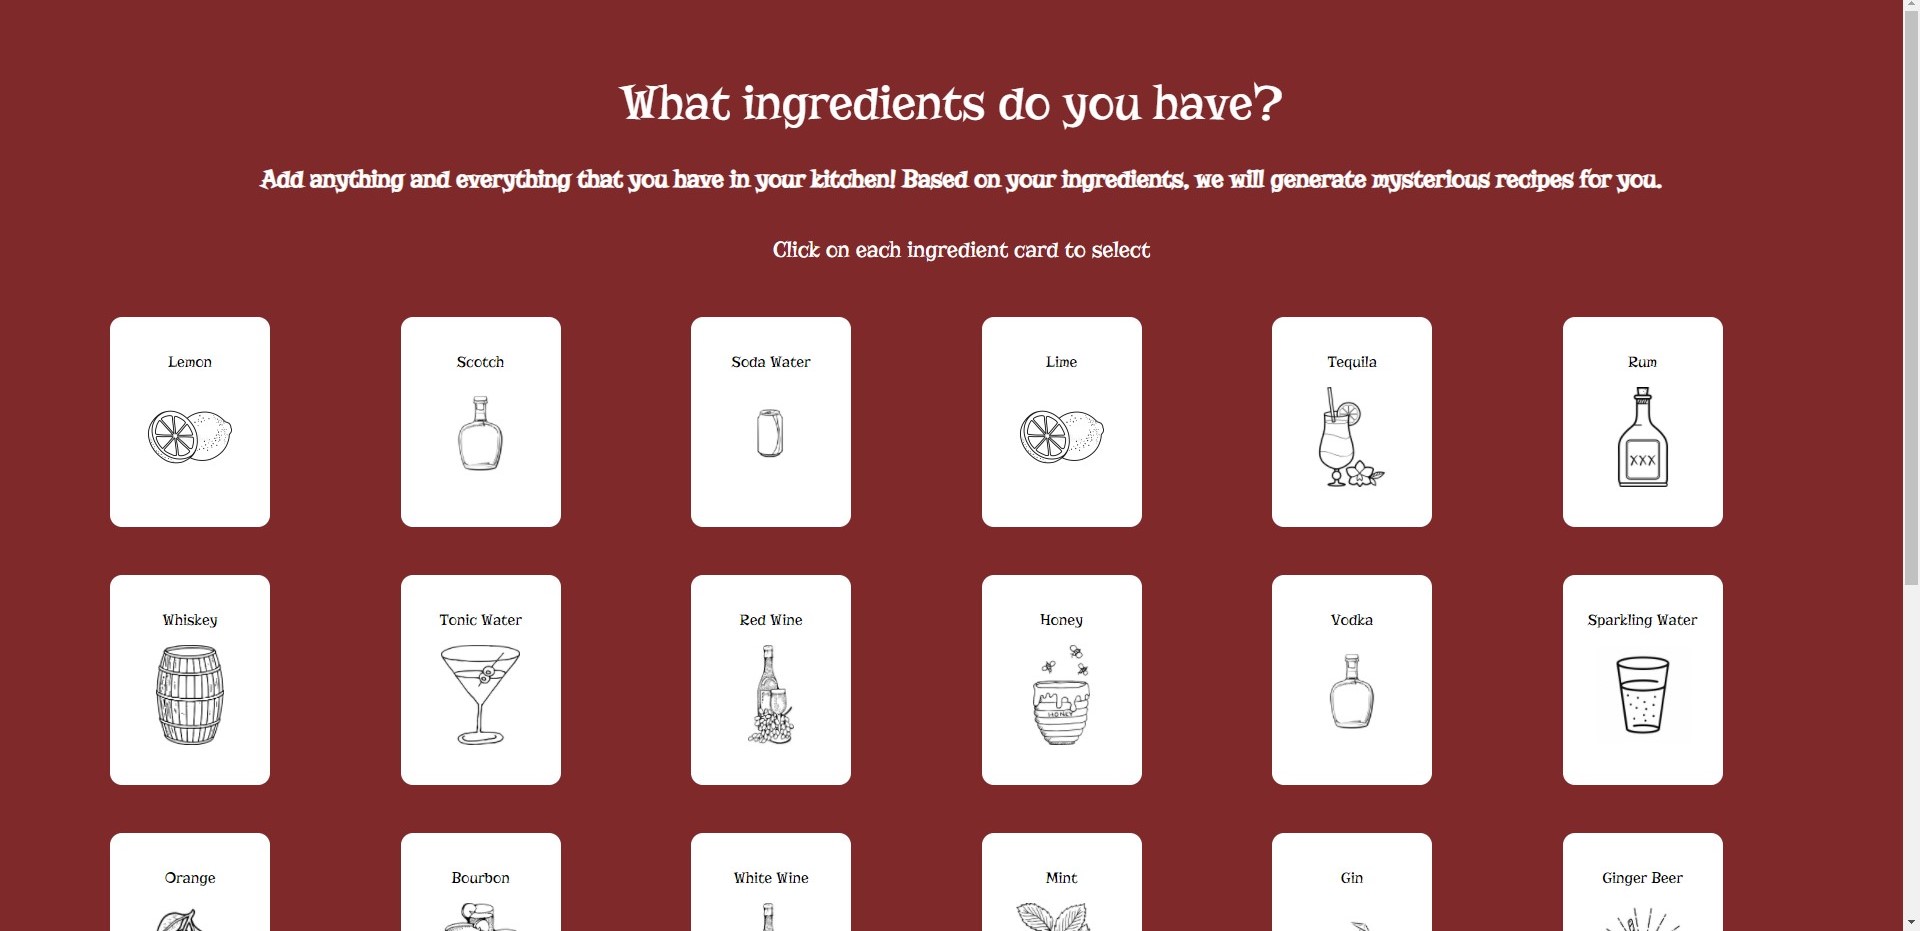 What ingredients do you have?
Add anything and everything that you have in your kitchen! Based on your ingredients, we will generate mysterious recipes for you.
Click on each ingredient card to select
Lemon
Scotch
Soda Water
Lime
Tequila
Rum
XXX
Whiskey
Tonic Water
Red Wine
Honey
HONEY
Vodka
Sparkling Water
Orange
Bourbon
White Wine
Mint
Gin
Ginger Beer